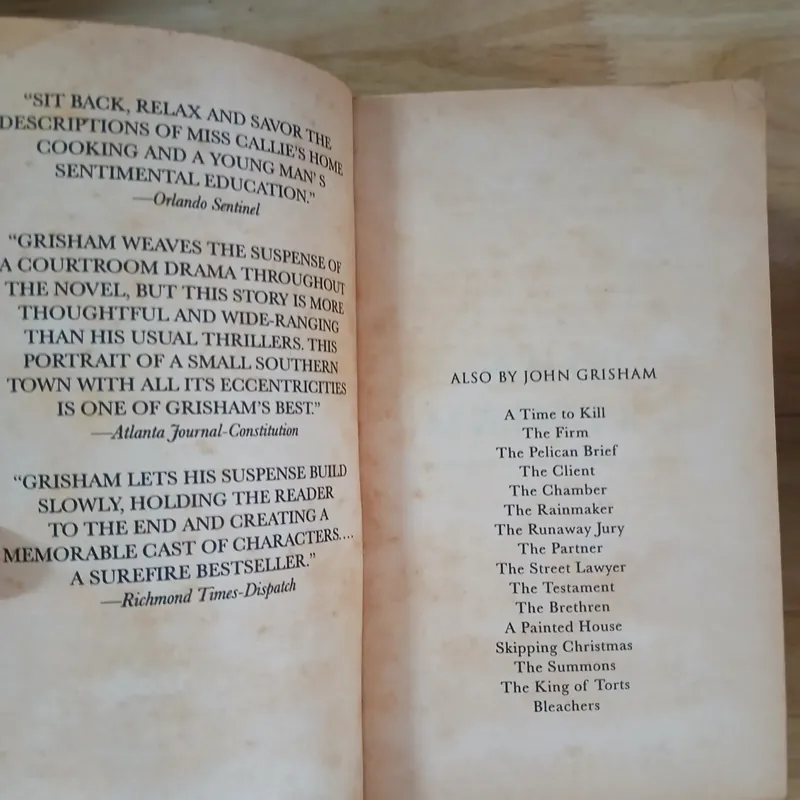 "SIT BACK, RELAX AND SAVOR THE
DESCRIPTIONS OF MISS CALLIE'S HOME
COOKING AND A YOUNG MAN'S
SENTIMENTAL EDUCATION."
—Orlando Sentinel
"GRISHAM WEAVES THE SUSPENSE OF
A COURTROOM DRAMA THROUGHOUT
THE NOVEL, BUT THIS STORY IS MORE
THOUGHTFUL AND WIDE-RANGING
THAN HIS USUAL THRILLERS. THIS
PORTRAIT OF A SMALL SOUTHERN
TOWN WITH ALL ITS ECCENTRICITIES
IS ONE OF GRISHAM'S BEST."
—Atlanta Journal-Constitution
"GRISHAM LETS HIS SUSPENSE BUILD
SLOWLY, HOLDING THE READER
TO THE END AND CREATING A
MEMORABLE CAST OF CHARACTERS....
A SUREFIRE BESTSELLER."
—Richmond Times-Dispatch
ALSO BY JOHN GRISHAM
A Time to Kill
The Firm
The Pelican Brief
The Client
The Chamber
The Rainmaker
The Runaway Jury
The Partner
The Street Lawyer
The Testament
The Brethren
A Painted House
Skipping Christmas
The Summons
The King of Torts
Bleachers